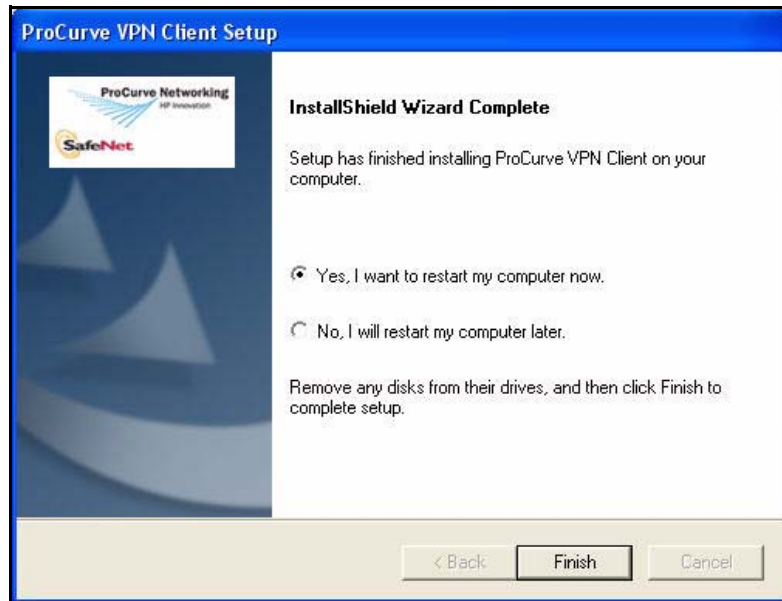 ProCurve VPN Client Setup
ProCurve Networking
HP Innovation
SafeNet
InstallShield Wizard Complete
Setup has finished installing ProCurve VPN Client on your
computer.
Yes, I want to restart my computer now.
No, I will restart my computer later.
Remove any disks from their drives, and then click Finish to
complete setup.
< Back
Finish
Cancel